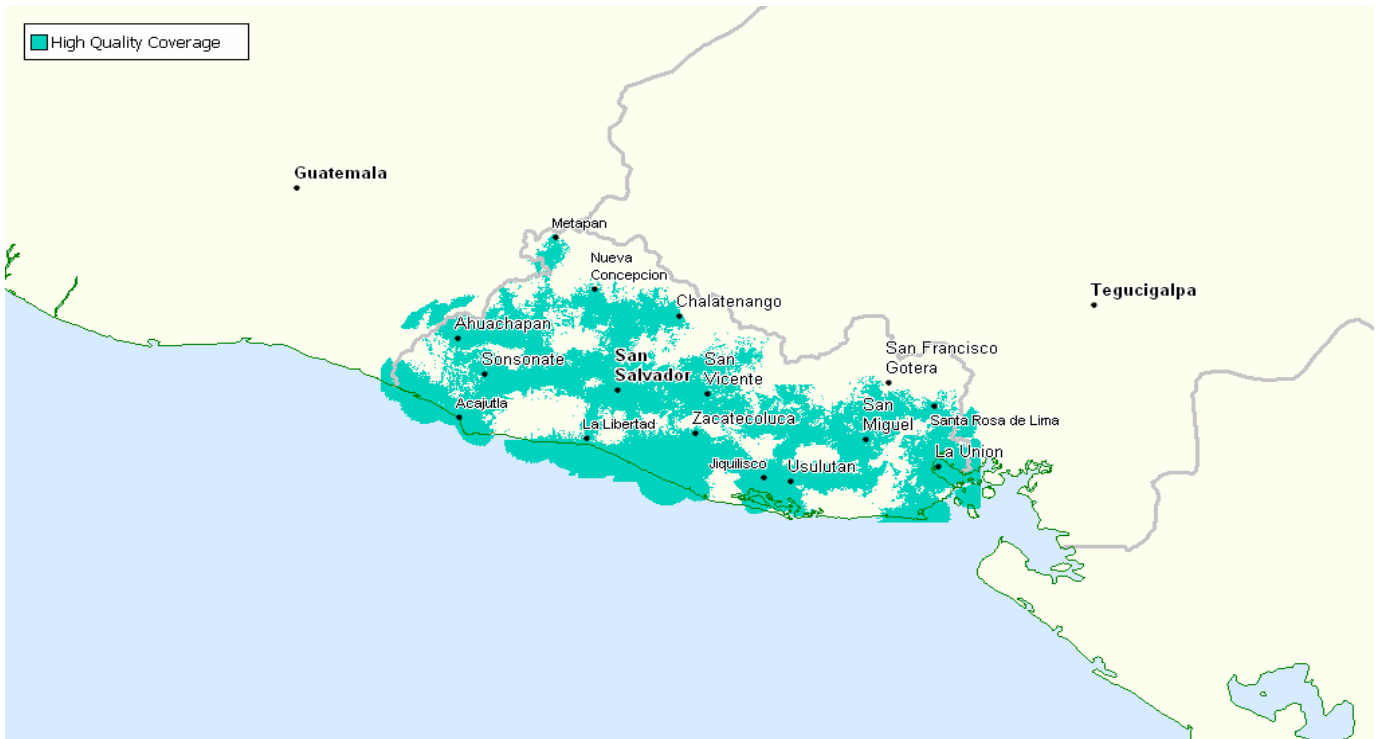 High Quality Coverage
Guatemala
Metapan
Nueva
Concepcion
Chalatenango
Tegucigalpa
Ahuachapan
San Francisco
Gotera
Sonsonate
San
Salvador
San
Vicente
Acajutla
La Libertad
Zacatecoluca
San
Miguel
Santa Rosa de Lima
La Union
Jiquilisco
Usulutan